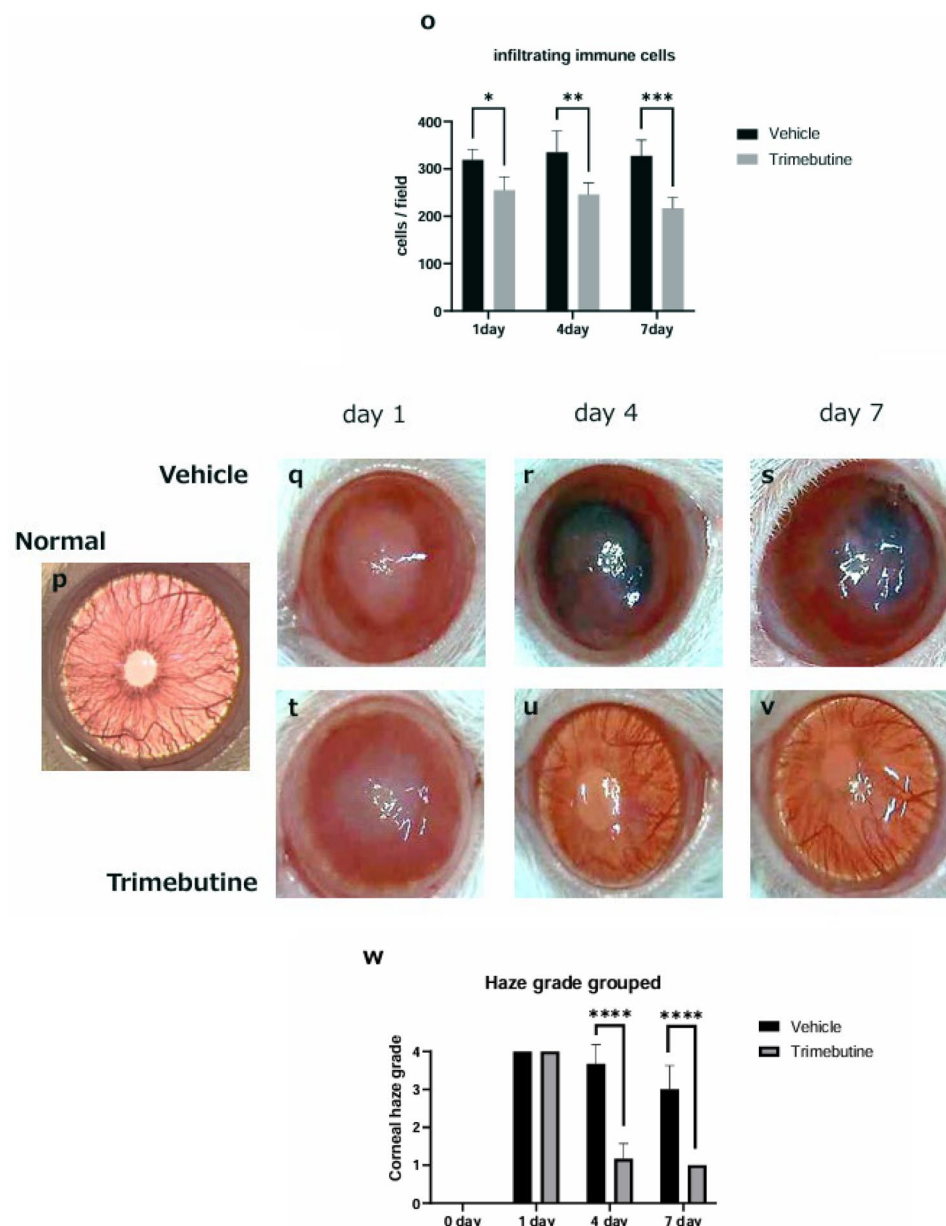 o
infiltrating immune cells
* ** ***
400
300
200
100
0
cells / field
1day 4day 7day
Vehicle
Trimebutine
day 1 day 4 day 7
Vehicle
Normal
Trimebutine
p
q r s
t u v
w
Haze grade grouped
**** ****
4
3
2
1
0
Corneal haze grade
0 day 1 day 4 day 7 day
Vehicle
Trimebutine